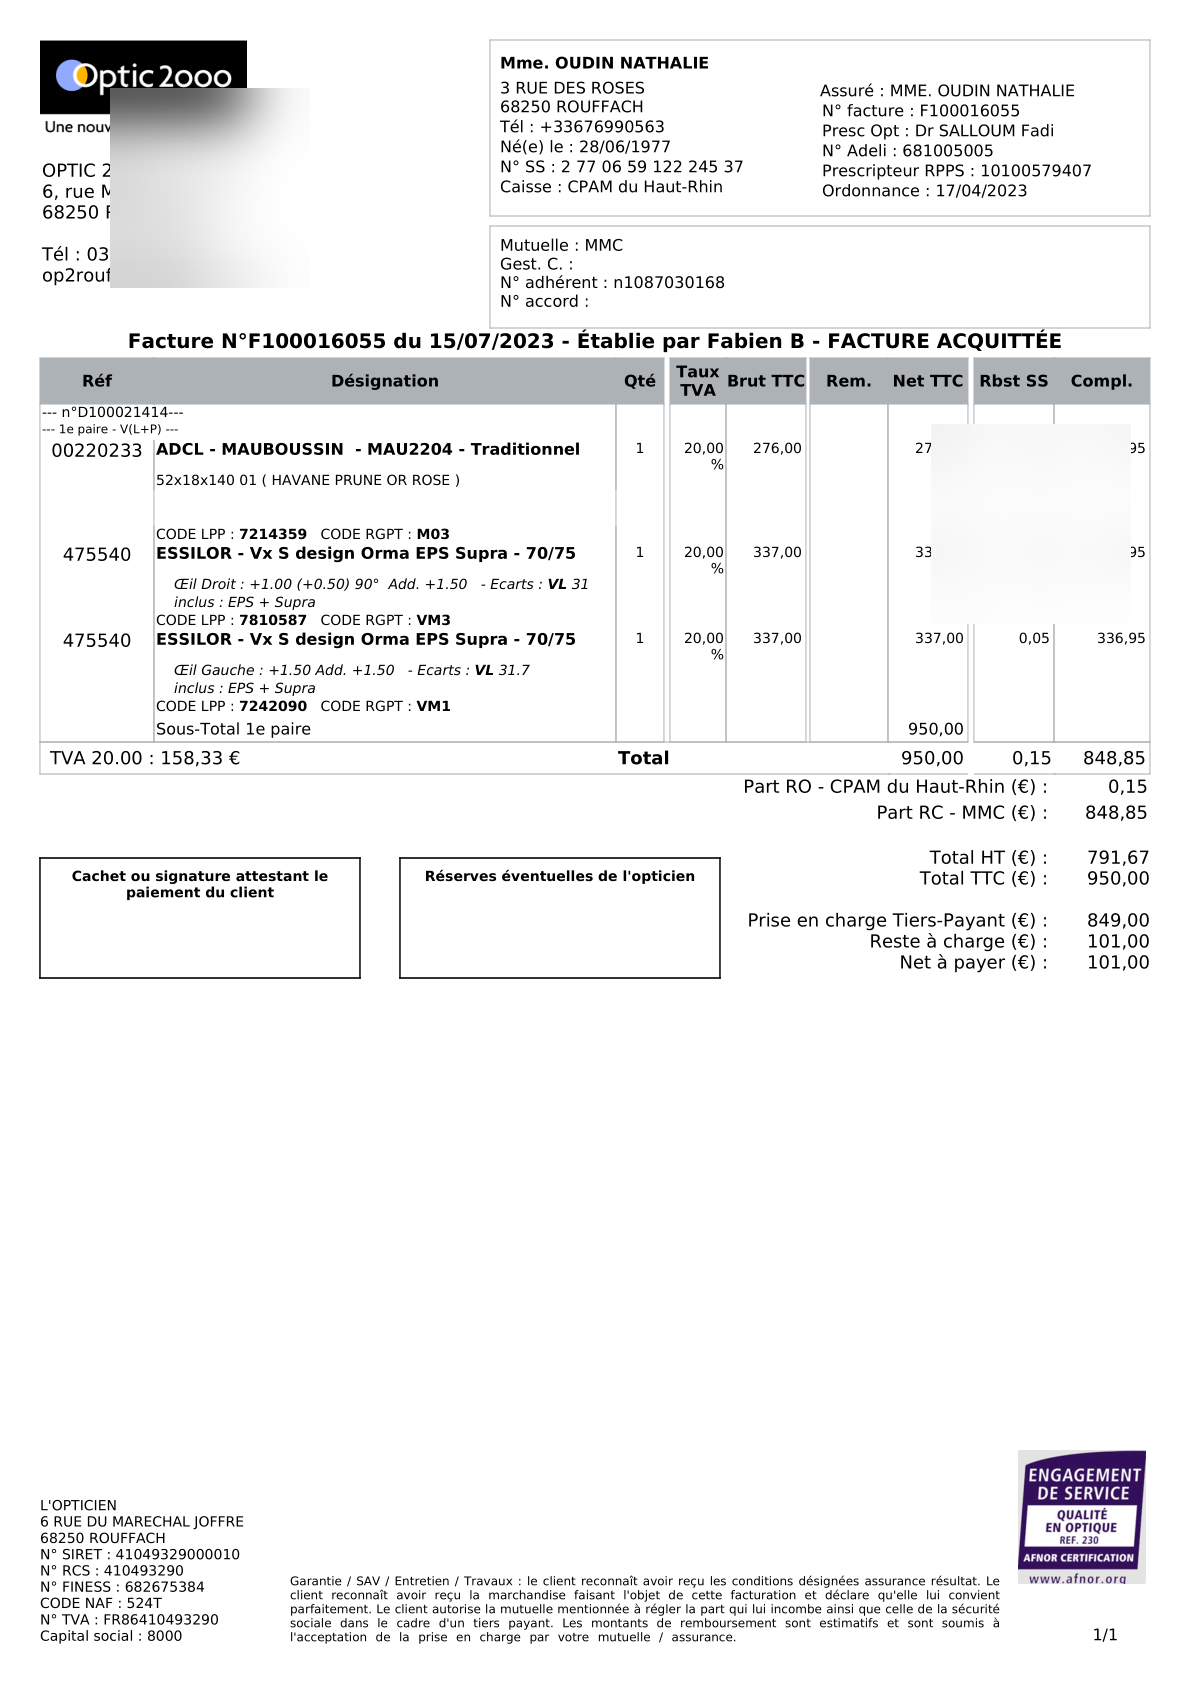 Optic 2ooo
Une nouv
OPTIC 2
6, rue M
68250
Tél : 03
op2rouf
Mme. OUDIN NATHALIE
3 RUE DES ROSES
68250 ROUFFACH
Tél : +33676990563
Né(e) le : 28/06/1977
N° SS : 2 77 06 59 122 245 37
Caisse : CPAM du Haut-Rhin
Assuré : MME. OUDIN NATHALIE
N° facture : F100016055
Presc Opt : Dr SALLOUM Fadi
N° Adeli : 681005005
Prescripteur RPPS : 10100579407
Ordonnance : 17/04/2023
Mutuelle : MMC
Gest. C. :
N° adhérent : n1087030168
N° accord :
Facture N°F100016055 du 15/07/2023 - Établie par Fabien B - FACTURE ACQUITTÉE
Réf Désignation Qté Taux TVA Brut TTC Rem. Net TTC Rbst SS Compl.
--- n°D100021414---
--- 1e paire - V(L+P) ---
00220233 ADCL - MAUBOUSSIN - MAU2204 - Traditionnel 1 20,00 % 276,00 27 95
52x18x140 01 ( HAVANE PRUNE OR ROSE )
CODE LPP : 7214359 CODE RGPT : M03
475540 ESSILOR - Vx S design Orma EPS Supra - 70/75 1 20,00 % 337,00 33 95
Œil Droit : +1.00 (+0.50) 90° Add. +1.50 - Ecarts : VL 31
inclus : EPS + Supra
CODE LPP : 7810587 CODE RGPT : VM3
475540 ESSILOR - Vx S design Orma EPS Supra - 70/75 1 20,00 % 337,00 337,00 0,05 336,95
Œil Gauche : +1.50 Add. +1.50 - Ecarts : VL 31.7
inclus : EPS + Supra
CODE LPP : 7242090 CODE RGPT : VM1
Sous-Total 1e paire 950,00
TVA 20.00 : 158,33 € Total 950,00 0,15 848,85
Part RO - CPAM du Haut-Rhin (€) : 0,15
Part RC - MMC (€) : 848,85
Total HT (€) : 791,67
Total TTC (€) : 950,00
Prise en charge Tiers-Payant (€) : 849,00
Reste à charge (€) : 101,00
Net à payer (€) : 101,00
Cachet ou signature attestant le
paiement du client
Réserves éventuelles de l'opticien
L'OPTICIEN
6 RUE DU MARECHAL JOFFRE
68250 ROUFFACH
N° SIRET : 41049329000010
N° RCS : 410493290
N° FINESS : 682675384
CODE NAF : 524T
N° TVA : FR86410493290
Capital social : 8000
Garantie / SAV / Entretien / Travaux : le client reconnaît avoir reçu les conditions désignées assurance résultat. Le
client reconnaît avoir reçu la marchandise faisant l'objet de cette facturation et déclare qu'elle lui convient
parfaitement. Le client autorise la mutuelle mentionnée à régler la part qui lui incombe ainsi que celle de la sécurité
sociale dans le cadre d'un tiers payant. Les montants de remboursement sont estimatifs et sont soumis à
l'acceptation de la prise en charge par votre mutuelle / assurance.
ENGAGEMENT
DE SERVICE
QUALITÉ
EN OPTIQUE
REF. 230
AFNOR CERTIFICATION
www.afnor.org
1/1